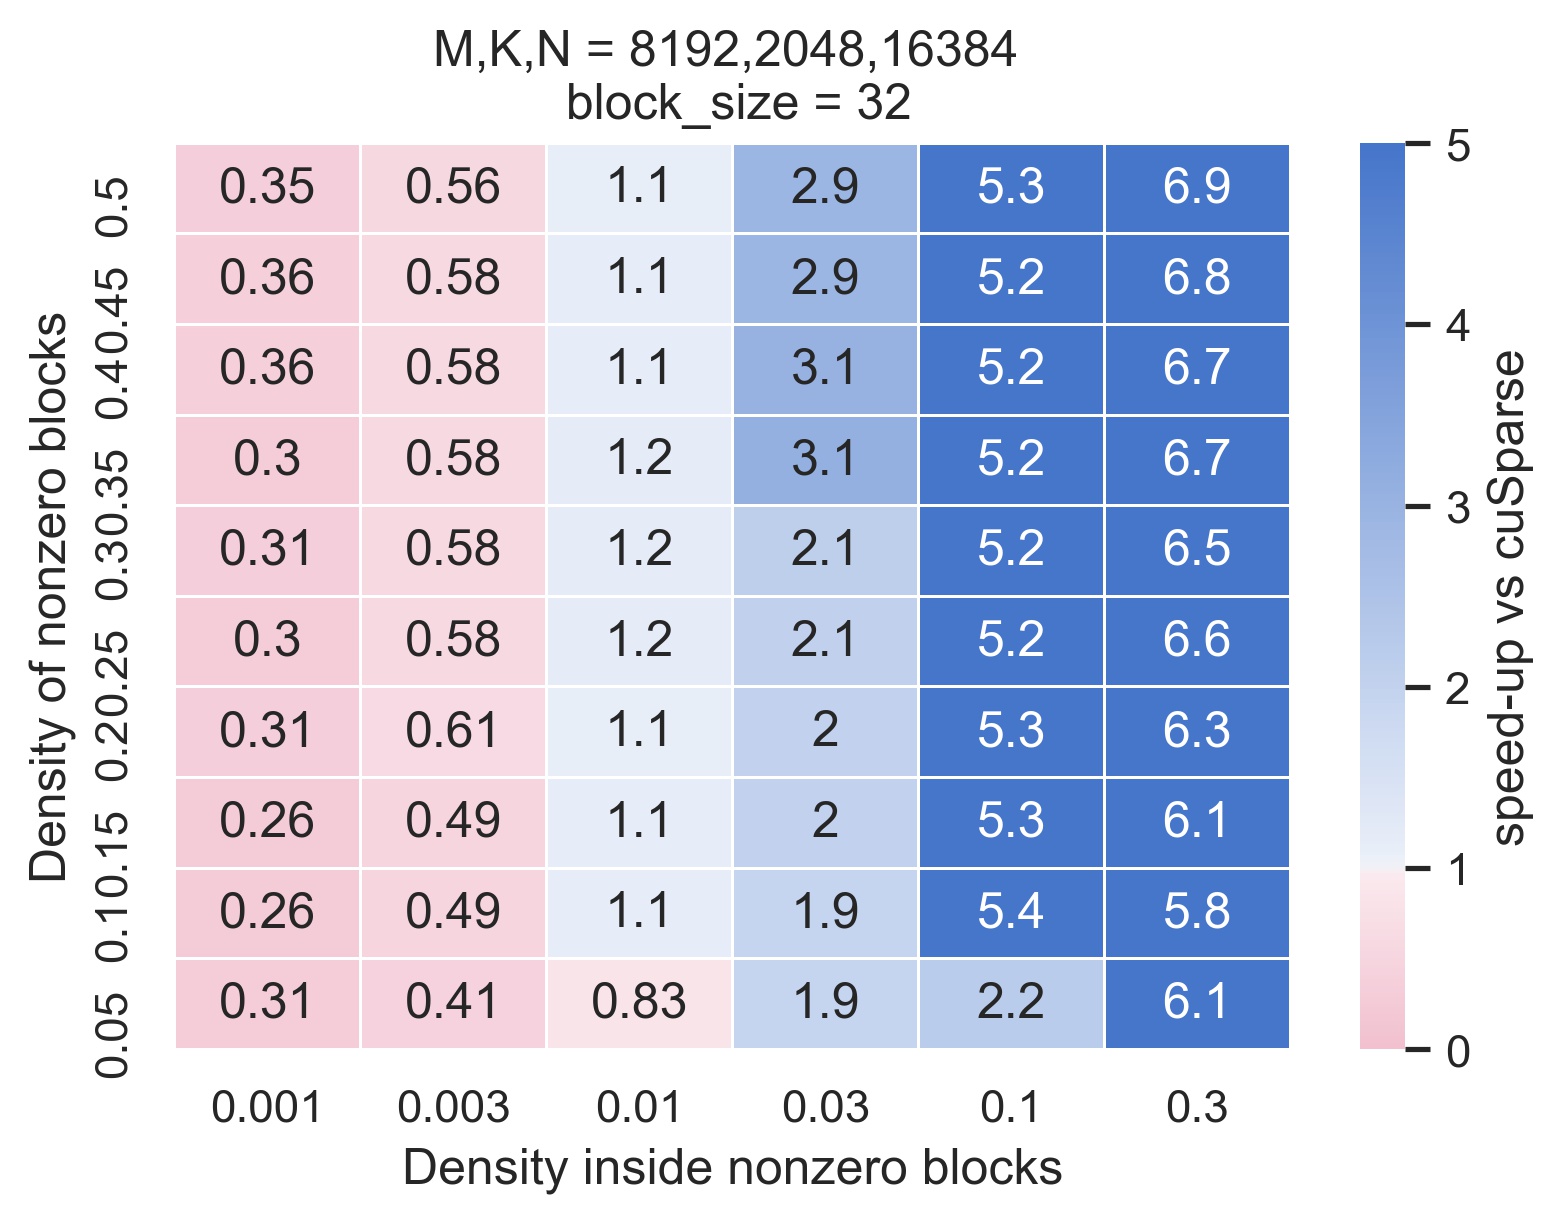 M,K,N = 8192,2048,16384
block_size = 32
Density of nonzero blocks
0.5 0.35 0.56 1.1 2.9 5.3 6.9
0.45 0.36 0.58 1.1 2.9 5.2 6.8
0.4 0.36 0.58 1.1 3.1 5.2 6.7
0.35 0.3 0.58 1.2 3.1 5.2 6.7
0.3 0.31 0.58 1.2 2.1 5.2 6.5
0.25 0.3 0.58 1.2 2.1 5.2 6.6
0.2 0.31 0.61 1.1 2 5.3 6.3
0.15 0.26 0.49 1.1 2 5.3 6.1
0.1 0.26 0.49 1.1 1.9 5.4 5.8
0.05 0.31 0.41 0.83 1.9 2.2 6.1
0.001 0.003 0.01 0.03 0.1 0.3
Density inside nonzero blocks
5
4
3
2
1
0
speed-up vs cuSparse